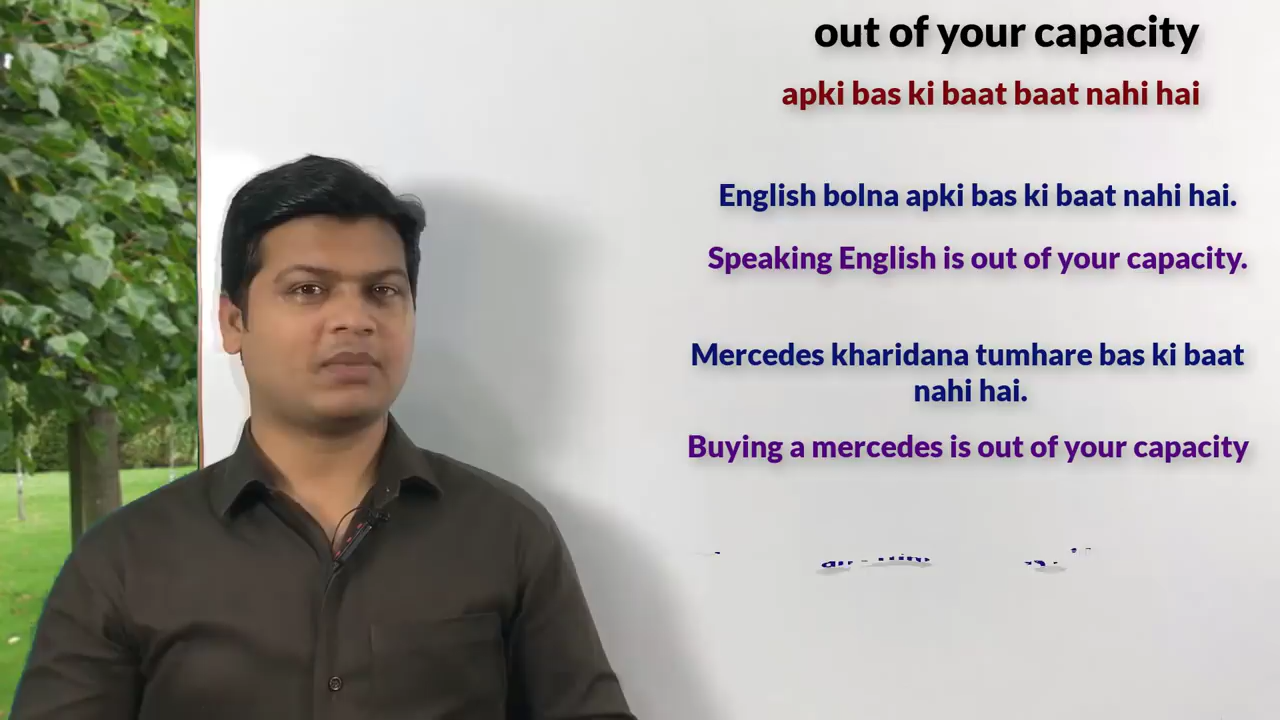 out of your capacity
apki bas ki baat baat nahi hai
English bolna apki bas ki baat nahi hai.
Speaking English is out of your capacity.
Mercedes kharidana tumhare bas ki baat
nahi hai.
Buying a mercedes is out of your capacity